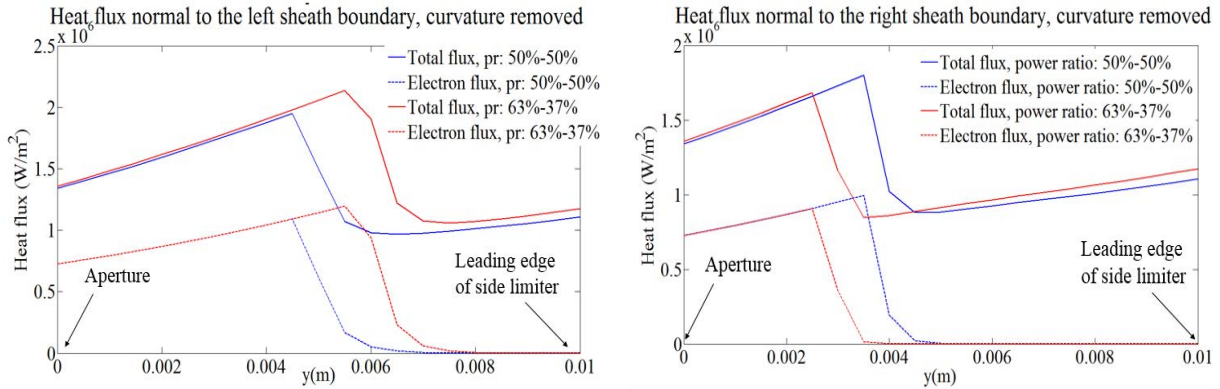 Heat flux normal to the left sheath boundary, curvature removed
x 10^6
2.5
2
1.5
1
0.5
0
Heat flux (W/m^2)
Total flux, pr: 50%-50%
Electron flux, pr: 50%-50%
Total flux, pr: 63%-37%
Electron flux, pr: 63%-37%
Aperture
Leading edge
of side limiter
0 0.002 0.004 0.006 0.008 0.01
y(m)
Heat flux normal to the right sheath boundary, curvature removed
x 10^6
2
1.5
1
0.5
0
Heat flux (W/m^2)
Total flux, power ratio: 50%-50%
Electron flux, power ratio: 50%-50%
Total flux, power ratio: 63%-37%
Electron flux, power ratio: 63%-37%
Aperture
Leading edge
of side limiter
0 0.002 0.004 0.006 0.008 0.01
y(m)